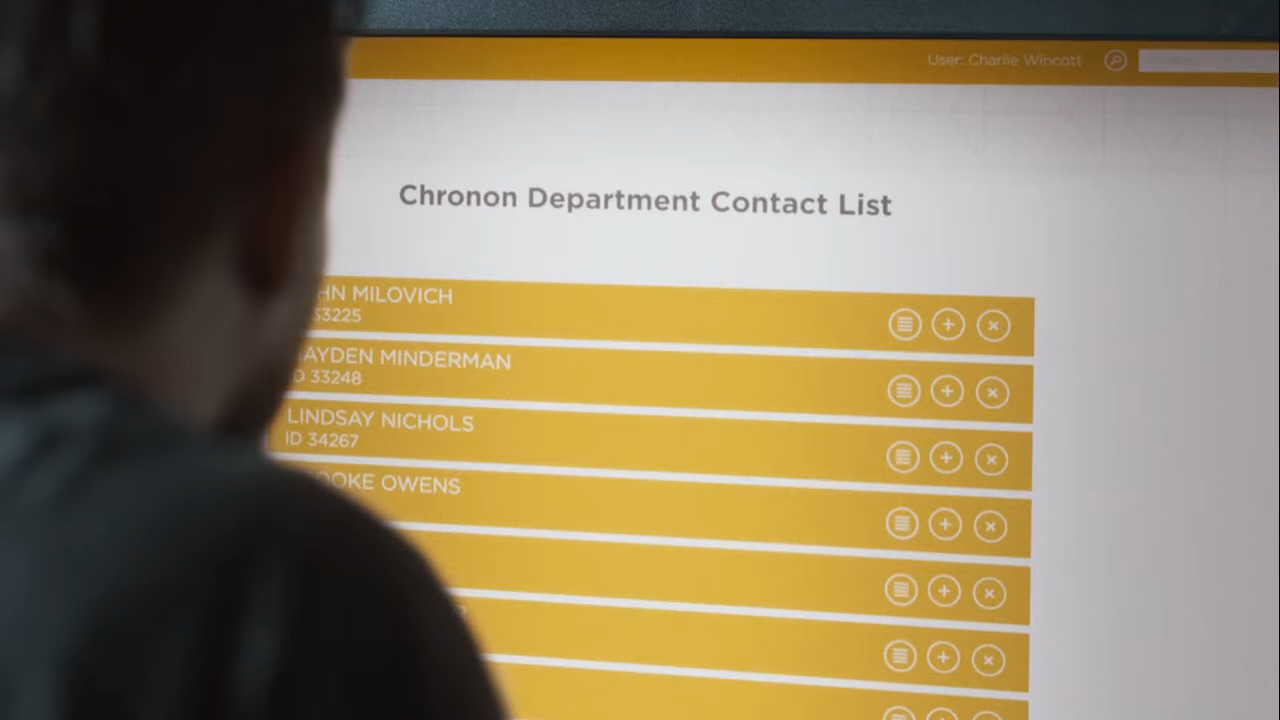 User: Charlie Wincott
Chronon Department Contact List
HN MILOVICH
33225
AYDEN MINDERMAN
ID 33248
LINDSAY NICHOLS
ID 34267
OOKE OWENS